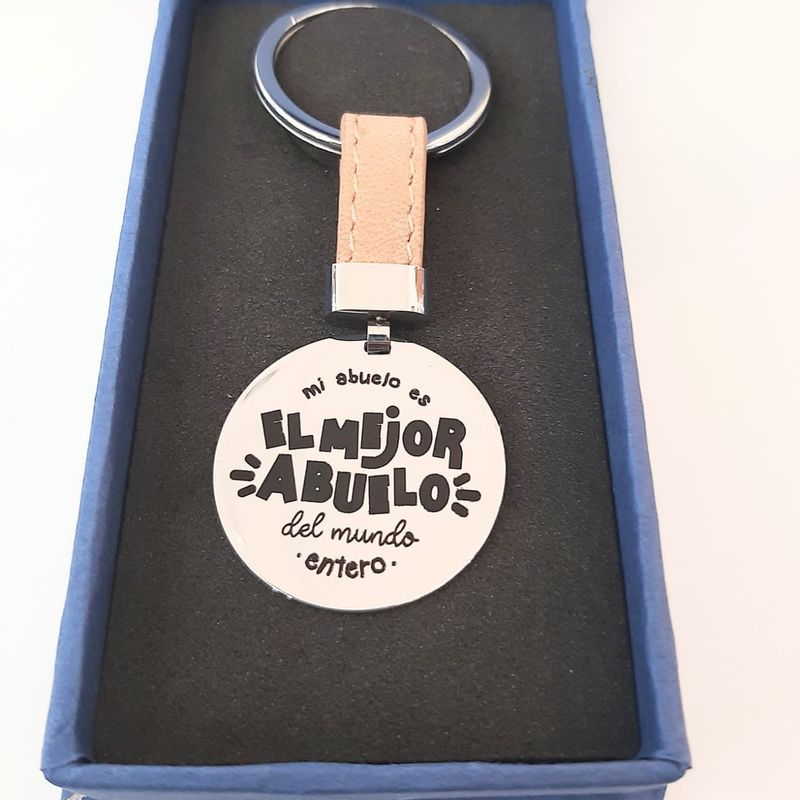 mi abuelo es
EL MEjOR
ABUELO
del mundo
·entero·